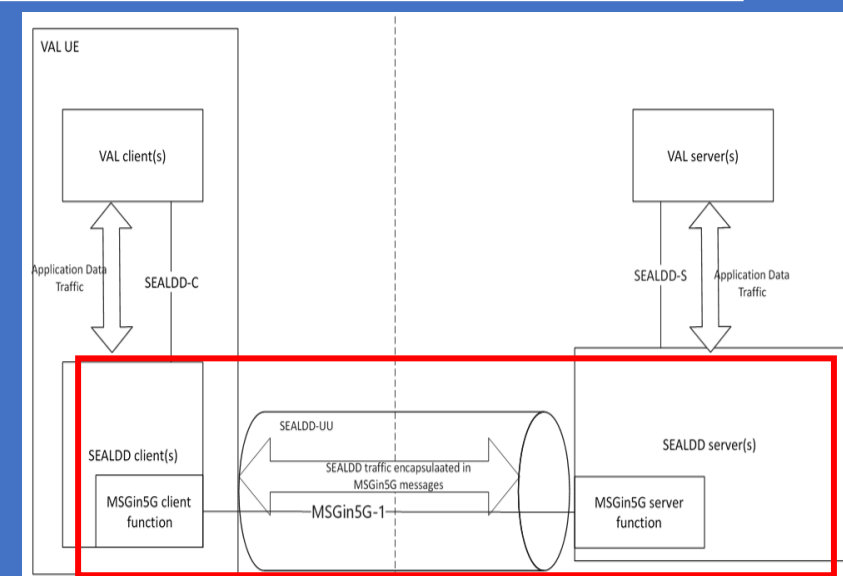 VAL UE
VAL client(s)
VAL server(s)
Application Data
Traffic
SEALDD-C
SEALDD-S
Application Data
Traffic
SEALDD-UU
SEALDD client(s)
SEALDD traffic encapsulaated in
MSGin5G messages
SEALDD server(s)
MSGin5G client
function
MSGin5G-1
MSGin5G server
function